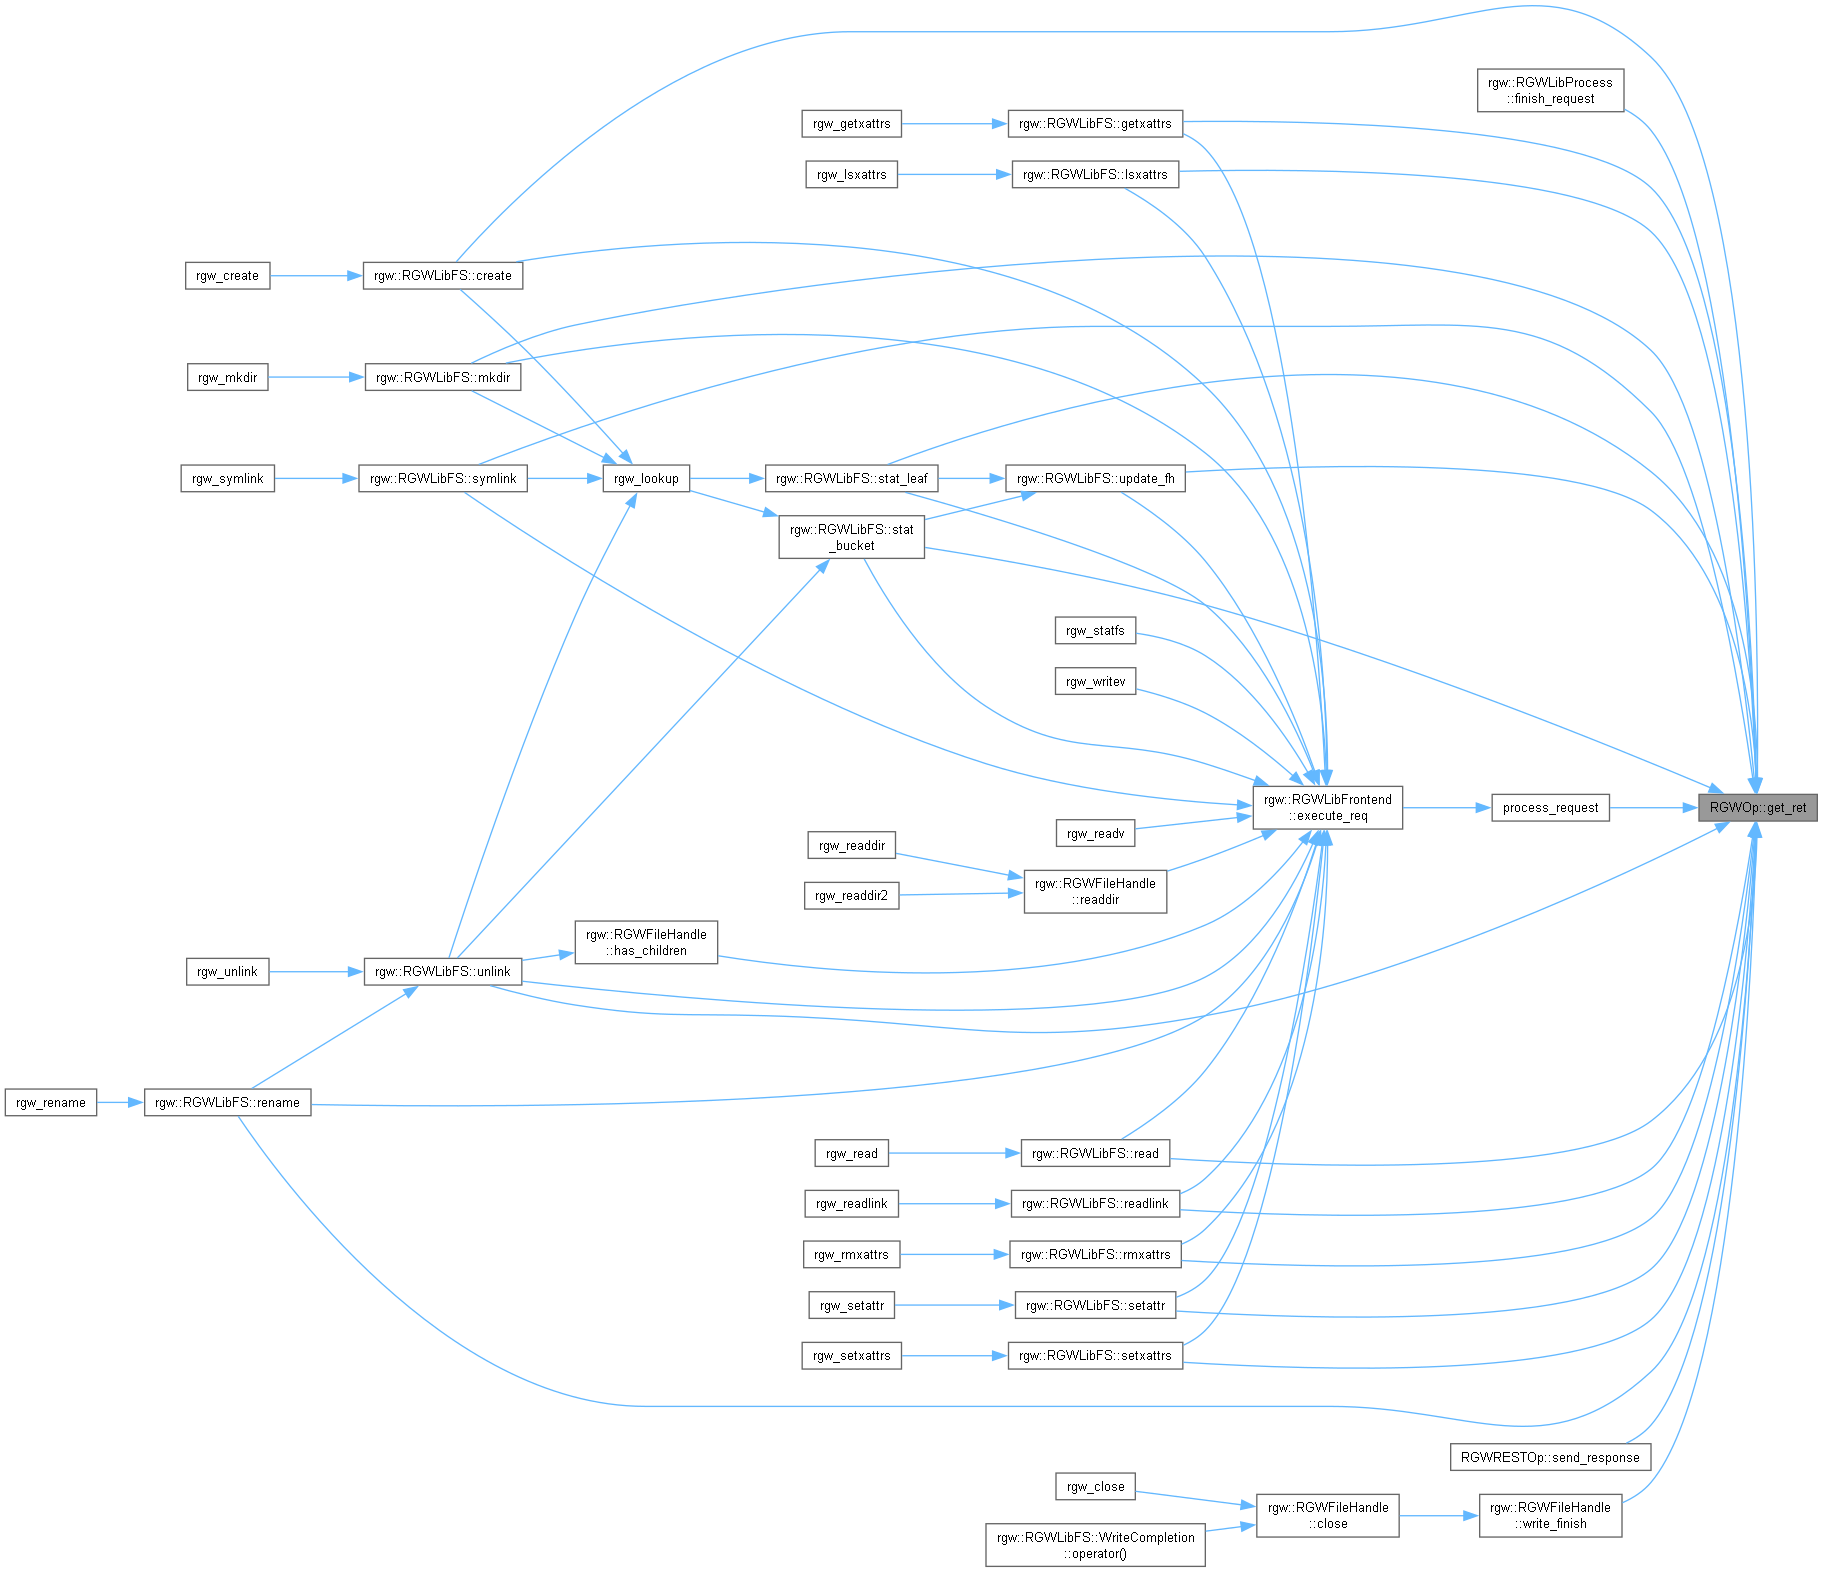 rgw::RGWLibProcess
::finish_request
rgw_getxattrs
rgw::RGWLibFS::getxattrs
rgw_lsxattrs
rgw::RGWLibFS::lsxattrs
rgw_create
rgw::RGWLibFS::create
rgw_mkdir
rgw::RGWLibFS::mkdir
rgw_symlink
rgw::RGWLibFS::symlink
rgw_lookup
rgw::RGWLibFS::stat_leaf
rgw::RGWLibFS::update_fh
rgw::RGWLibFS::stat
_bucket
rgw_statfs
rgw_writev
rgw::RGWLibFrontend
::execute_req
process_request
RGWOp::get_ret
rgw_readv
rgw_readdir
rgw_readdir2
rgw::RGWFileHandle
::readdir
rgw::RGWFileHandle
::has_children
rgw_unlink
rgw::RGWLibFS::unlink
rgw_rename
rgw::RGWLibFS::rename
rgw_read
rgw::RGWLibFS::read
rgw_readlink
rgw::RGWLibFS::readlink
rgw_rmxattrs
rgw::RGWLibFS::rmxattrs
rgw_setattr
rgw::RGWLibFS::setattr
rgw_setxattrs
rgw::RGWLibFS::setxattrs
RGWRESTOp::send_response
rgw_close
rgw::RGWFileHandle
::close
rgw::RGWFileHandle
::write_finish
rgw::RGWLibFS::WriteCompletion
::operator()